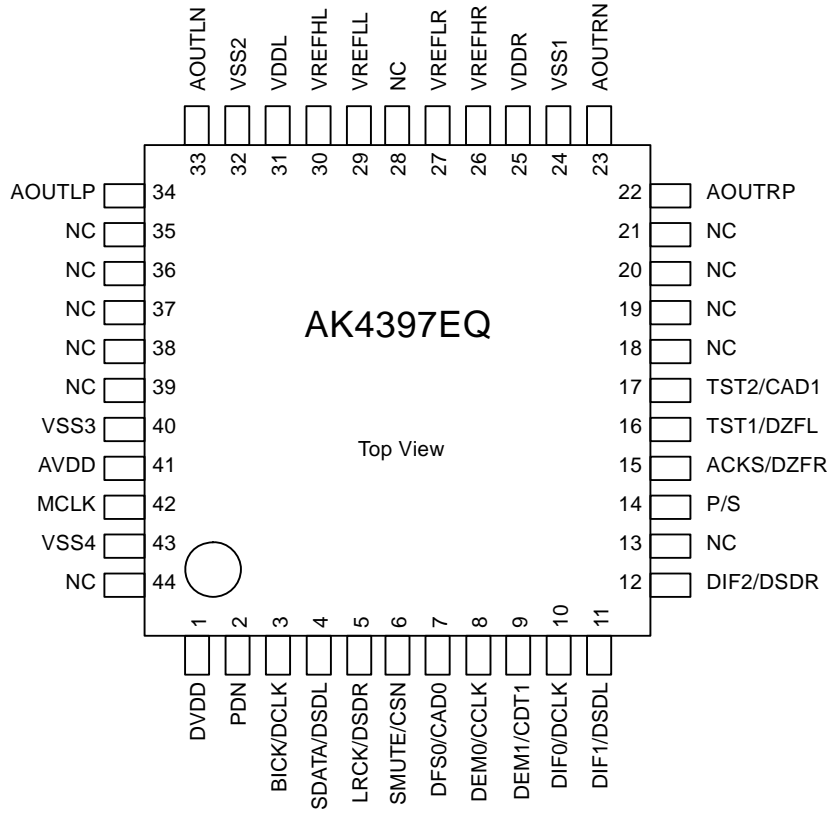 AOUTLN
VSS2
VDDL
VREFHL
VREFLL
NC
VREFLR
VREFHR
VDDR
VSS1
AOUTRN
33
32
31
30
29
28
27
26
25
24
23
AOUTLP 34
NC 35
NC 36
NC 37
NC 38
NC 39
VSS3 40
AVDD 41
MCLK 42
VSS4 43
NC 44
AK4397EQ
Top View
22 AOUTRP
21 NC
20 NC
19 NC
18 NC
17 TST2/CAD1
16 TST1/DZFL
15 ACKS/DZFR
14 P/S
13 NC
12 DIF2/DSDR
1
2
3
4
5
6
7
8
9
10
11
DVDD
PDN
BICK/DCLK
SDATA/DSDL
LRCK/DSDR
SMUTE/CSN
DFS0/CAD0
DEM0/CCLK
DEM1/CDT1
DIF0/DCLK
DIF1/DSDL